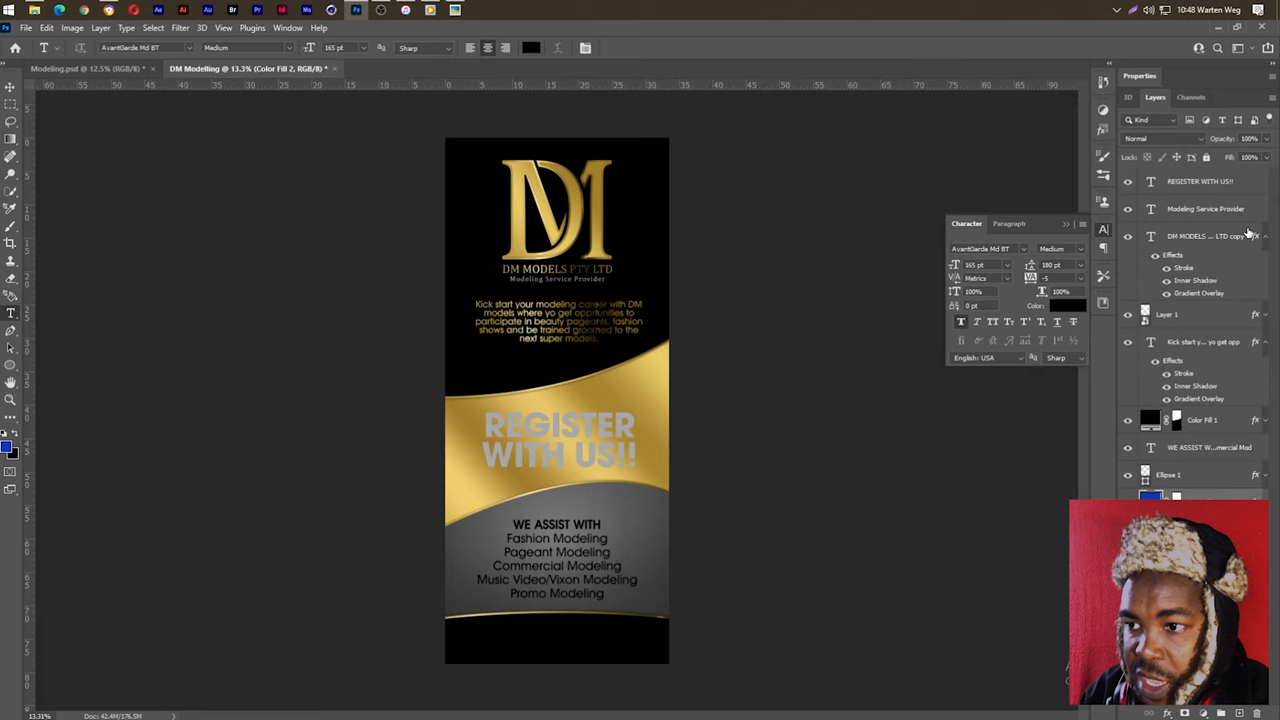 10:48 Warten Weg
File Edit Image Layer Type Select Filter 3D View Plugins Window Help
AvantGarde Md BT Medium 165 pt Sharp
Modeling.psd @ 12.5% (RGB/8) * DM Modelling @ 13.3% (Color Fill 2, RGB/8) *
Properties
3D Layers Channels
Kind
Normal Opacity: 100%
Locks: Fill: 100%
REGISTER WITH US!!
Modeling Service Provider
DM MODELS ... LTD copy
Effects
Stroke
Inner Shadow
Gradient Overlay
Layer 1
Kick start y... yo get opp
Effects
Stroke
Inner Shadow
Gradient Overlay
Color Fill 1
WE ASSIST W...mercial Mod
Ellipse 1
Character Paragraph
AvantGarde Md BT Medium
165 pt 180 pt
Metrics -5
100% 100%
0 pt Color:
English: USA Sharp
DM
DM MODELS PTY LTD
Modeling Service Provider
Kick start your modeling career with DM
models where yo get opprtunities to
participate in beauty pageants, fashion
shows and be trained groomed to the
next super models.
REGISTER
WITH US!!
WE ASSIST WITH
Fashion Modeling
Pageant Modeling
Commercial Modeling
Music Video/Vixon Modeling
Promo Modeling
13.31% Doc: 42.4M/176.5M